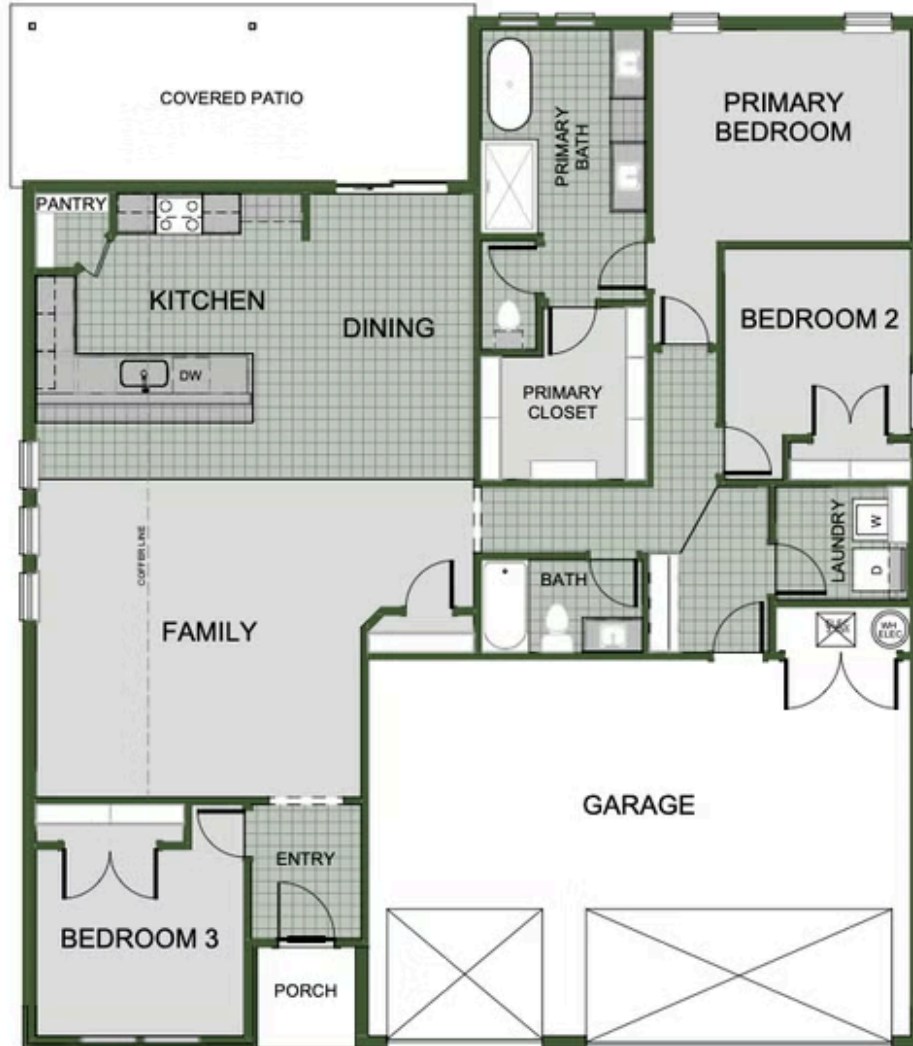 COVERED PATIO
PRIMARY
BATH
PRIMARY
BEDROOM
PANTRY
KITCHEN
DINING
BEDROOM 2
DW
PRIMARY
CLOSET
COFFER LINE
LAUNDRY
W
D
BATH
FAMILY
WH
ELEC
GARAGE
ENTRY
BEDROOM 3
PORCH